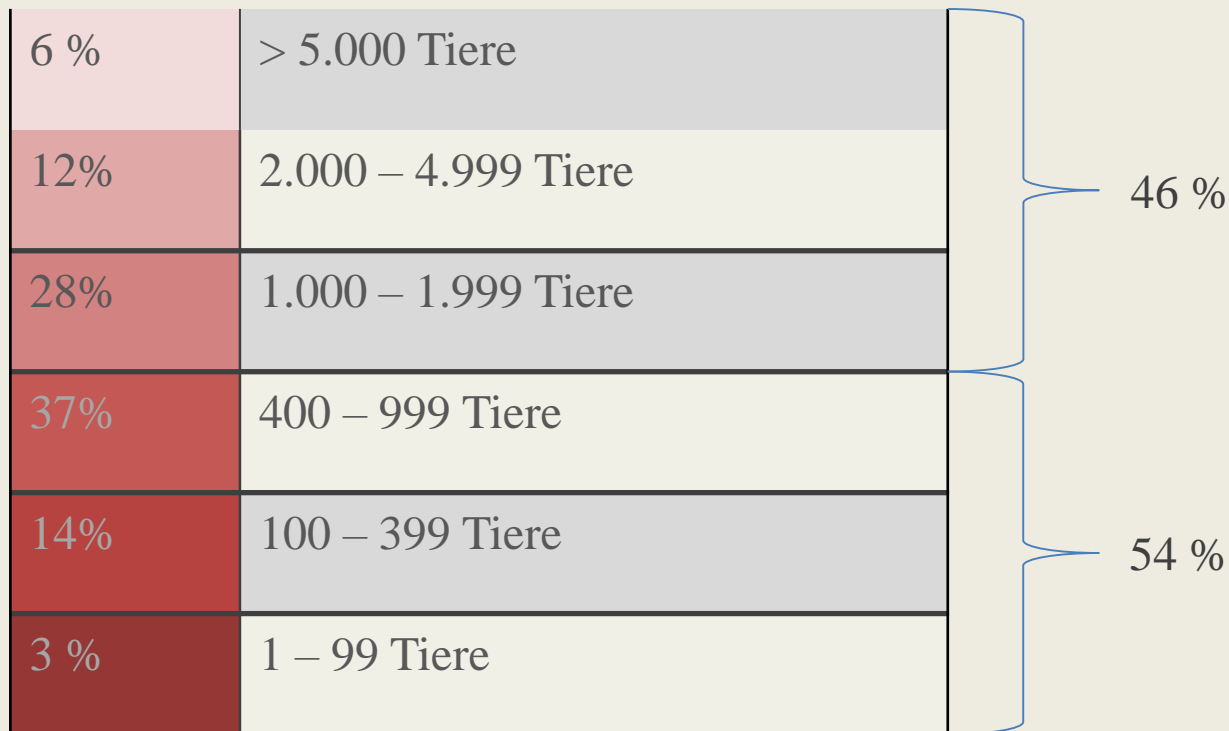 6 % > 5.000 Tiere
12% 2.000 – 4.999 Tiere
46 %
28% 1.000 – 1.999 Tiere
37% 400 – 999 Tiere
14% 100 – 399 Tiere
54 %
3 % 1 – 99 Tiere